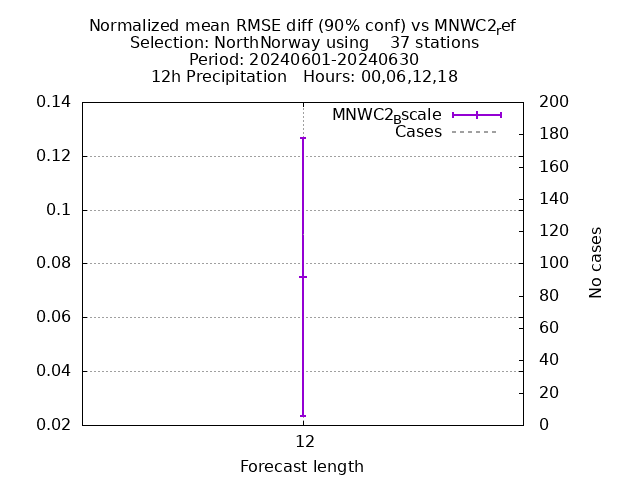 Normalized mean RMSE diff (90% conf) vs MNWC2ref
Selection: NorthNorway using    37 stations
Period: 20240601-20240630
12h Precipitation   Hours: 00,06,12,18
MNWC2Bscale
Cases
0.14
0.12
0.1
0.08
0.06
0.04
0.02
200
180
160
140
120
100
80
60
40
20
0
No cases
12
Forecast length